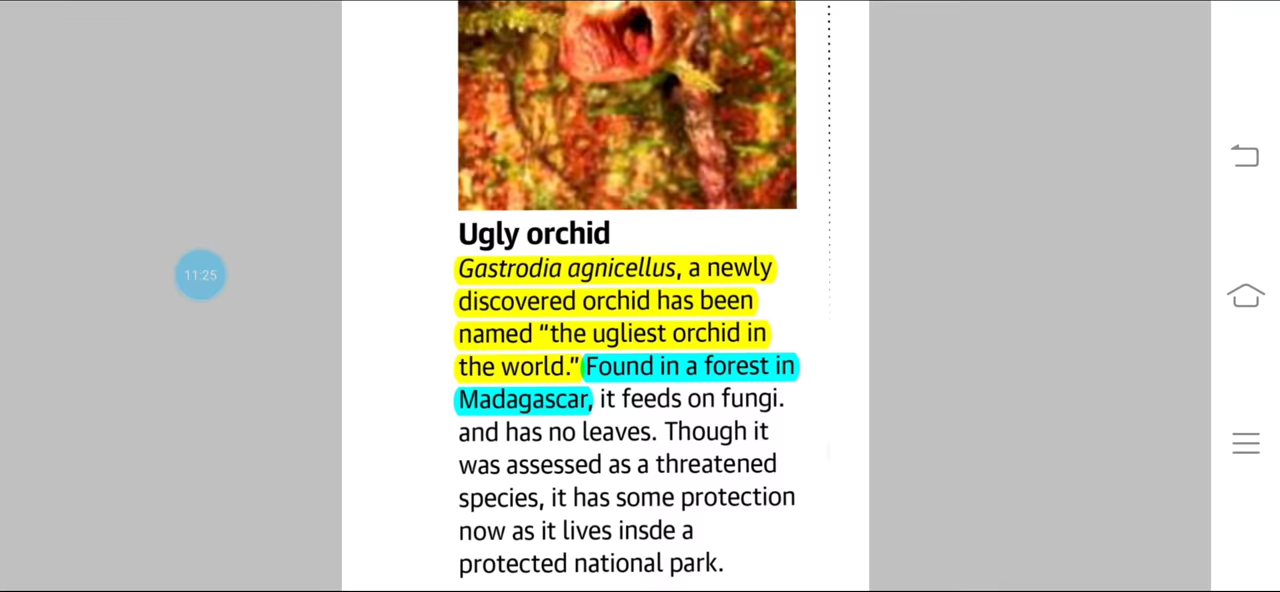 Ugly orchid
Gastrodia agnicellus, a newly
discovered orchid has been
named “the ugliest orchid in
the world.” Found in a forest in
Madagascar, it feeds on fungi.
and has no leaves. Though it
was assessed as a threatened
species, it has some protection
now as it lives insde a
protected national park.
11:25